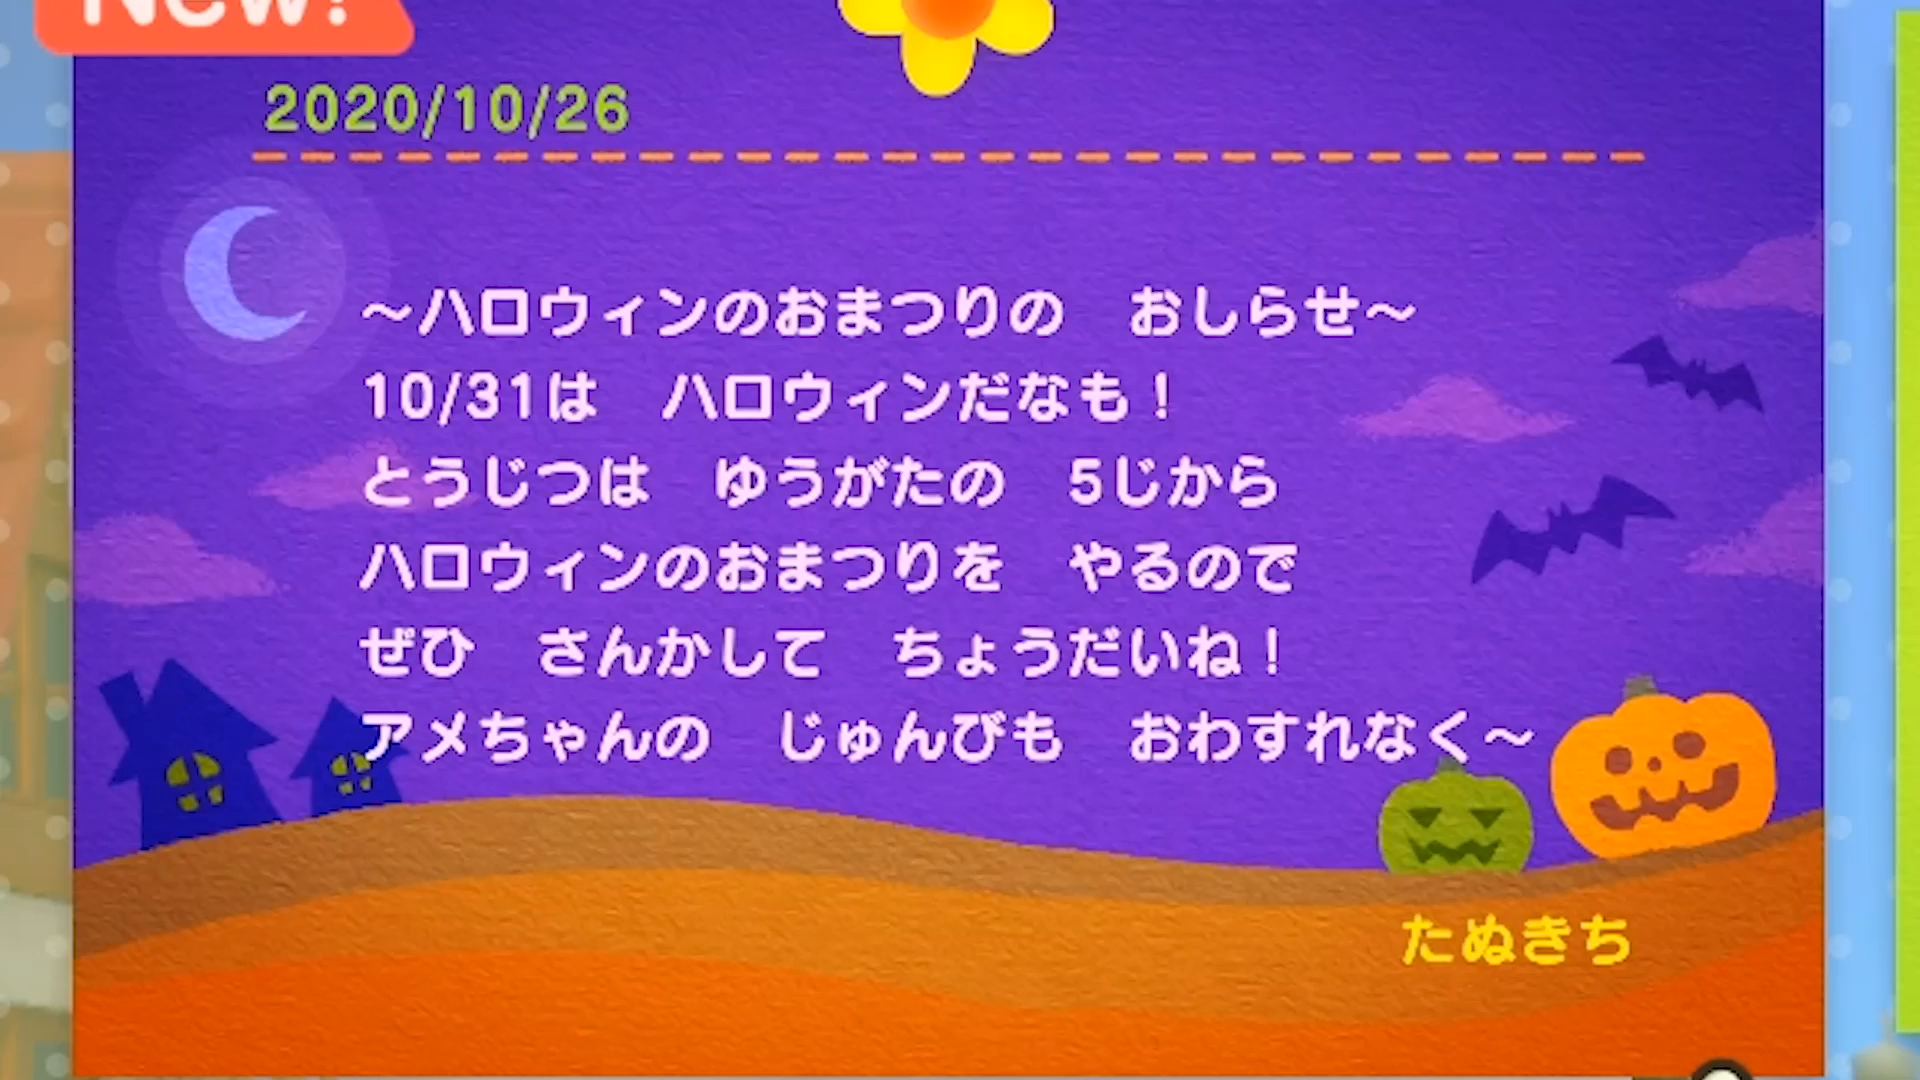 New!
2020/10/26
～ハロウィンのおまつりの　おしらせ～
10/31は　ハロウィンだなも！
とうじつは　ゆうがたの　5じから
ハロウィンのおまつりを　やるので
ぜひ　さんかして　ちょうだいね！
アメちゃんの　じゅんびも　おわすれなく～
たぬきち